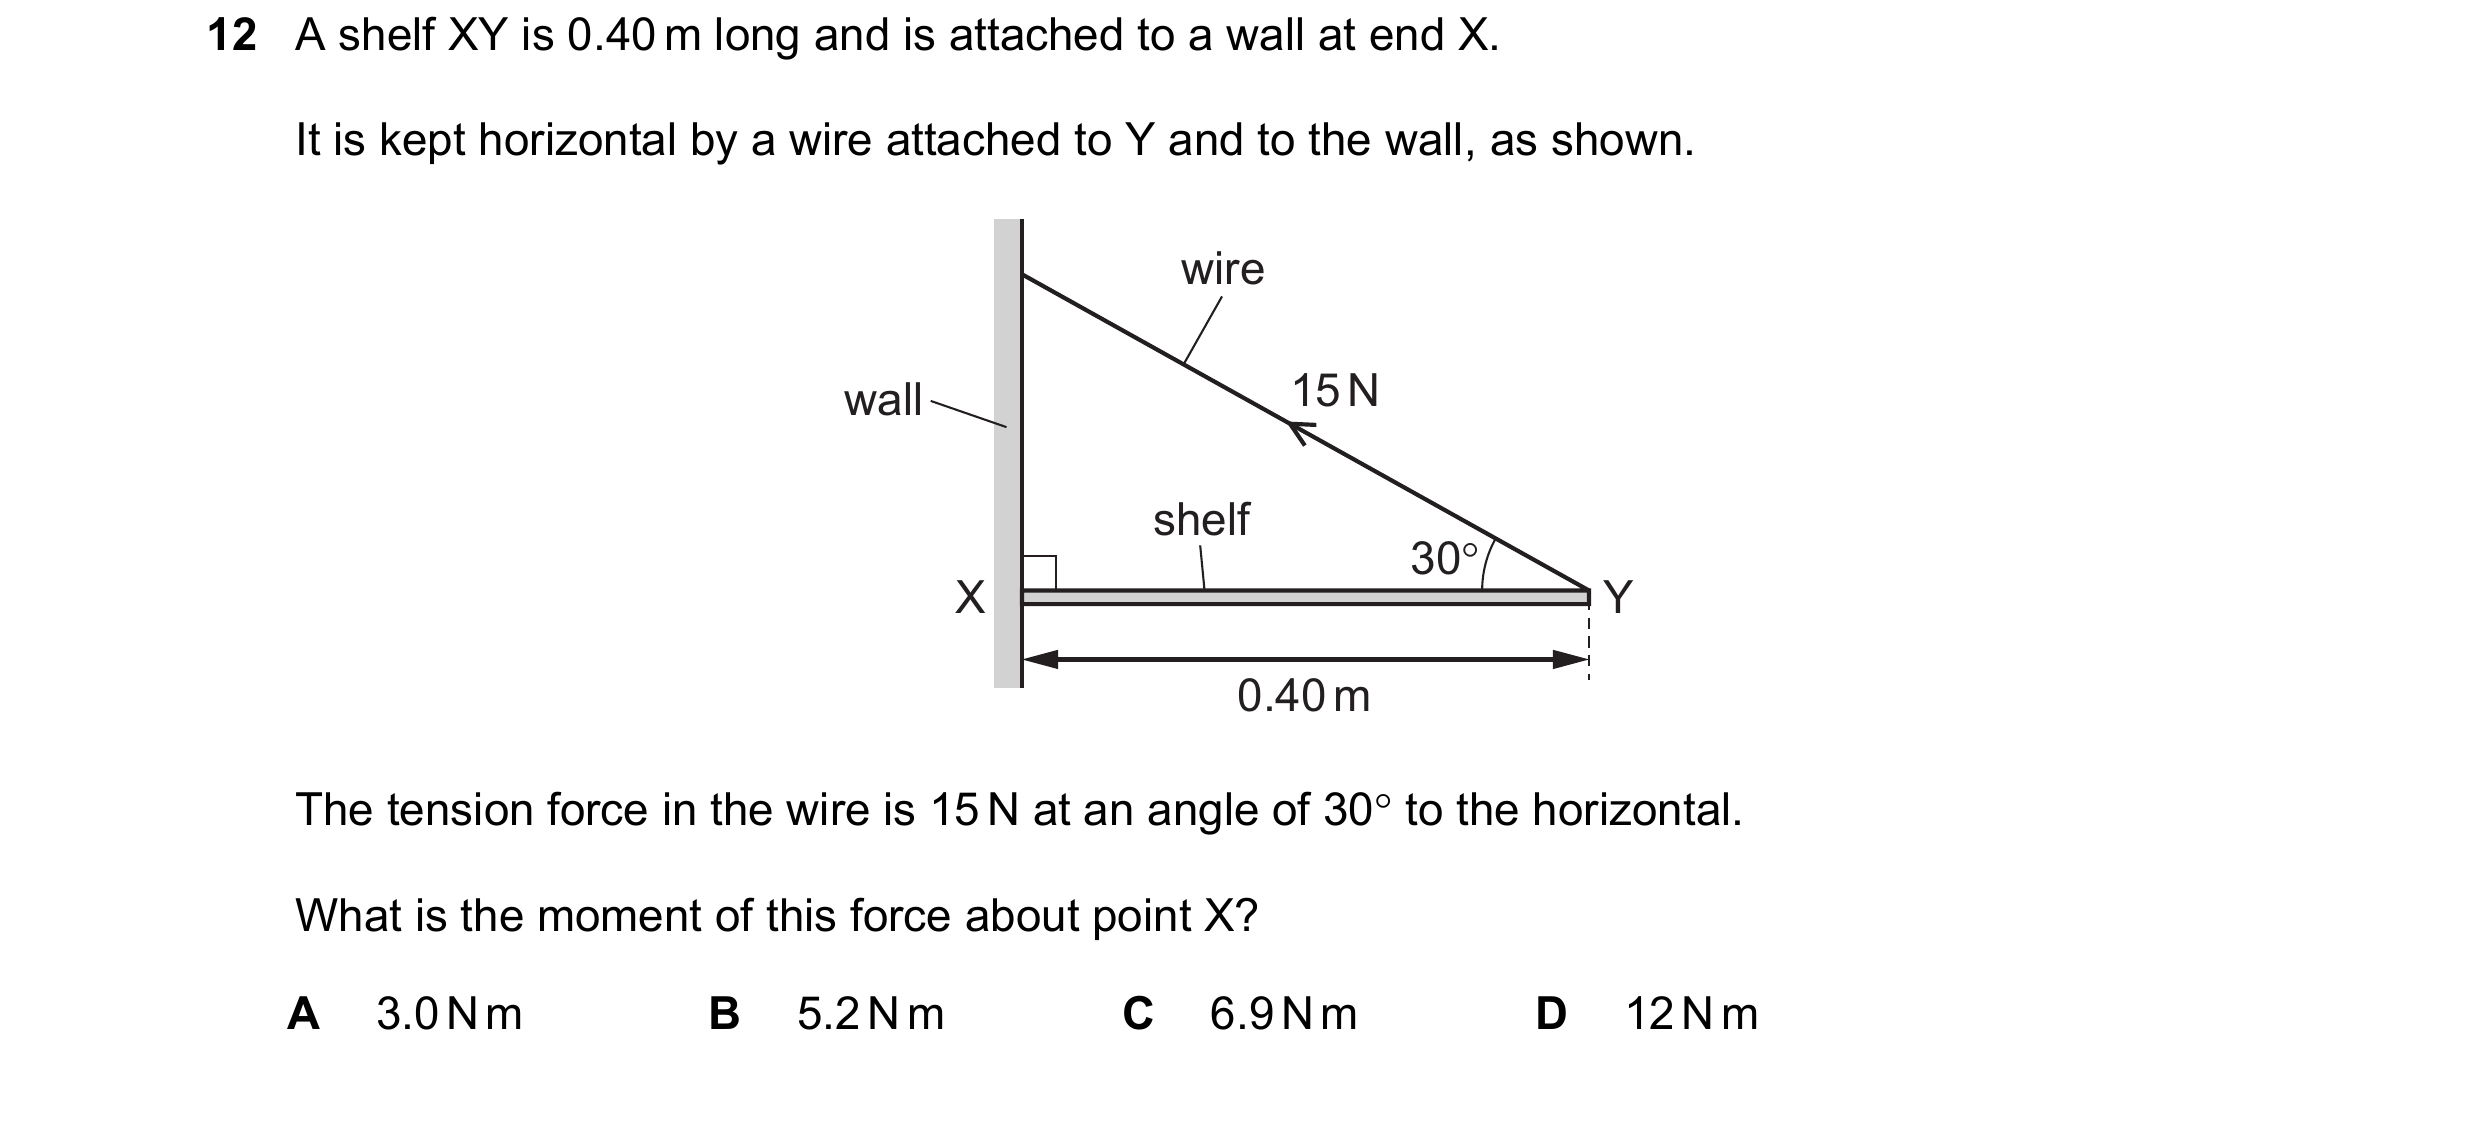 12 A shelf XY is 0.40 m long and is attached to a wall at end X.
It is kept horizontal by a wire attached to Y and to the wall, as shown.
wire
15 N
wall
shelf
30°
X
Y
0.40 m
The tension force in the wire is 15 N at an angle of 30° to the horizontal.
What is the moment of this force about point X?
A 3.0 N m B 5.2 N m C 6.9 N m D 12 N m